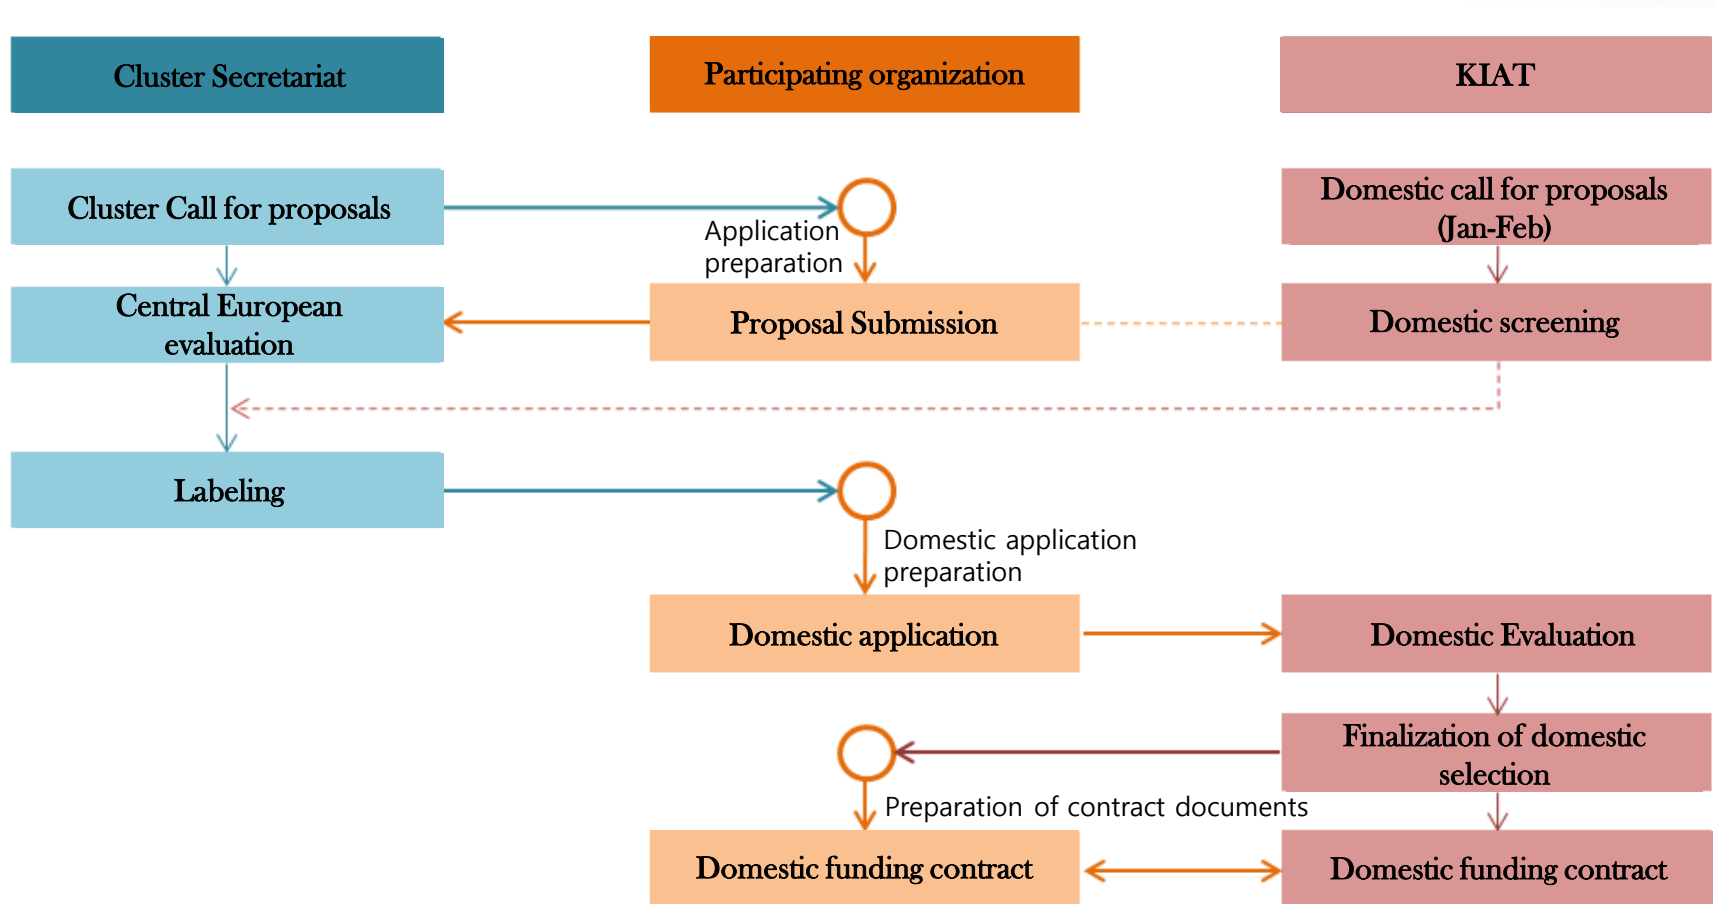 Cluster Secretariat
Participating organization
KIAT
Cluster Call for proposals
Domestic call for proposals
(Jan-Feb)
Application
preparation
Central European
evaluation
Proposal Submission
Domestic screening
Labeling
Domestic application
preparation
Domestic application
Domestic Evaluation
Finalization of domestic
selection
Preparation of contract documents
Domestic funding contract
Domestic funding contract